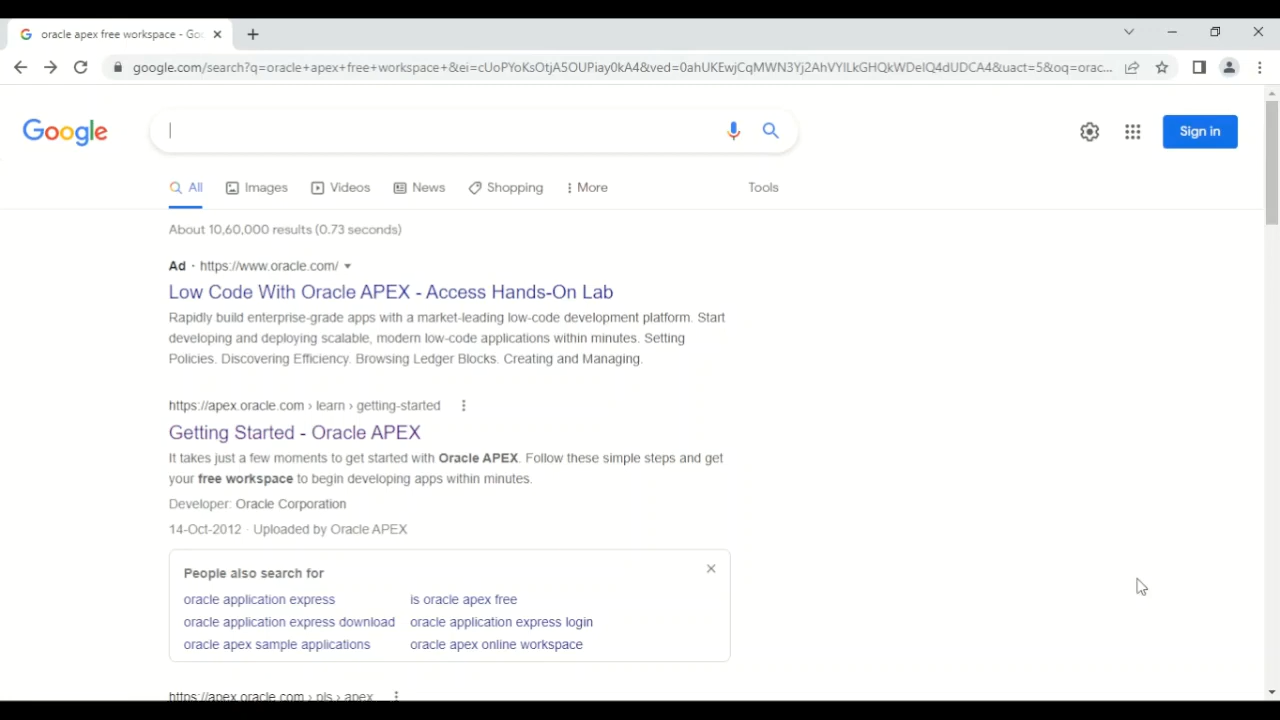 oracle apex free workspace - Goo
google.com/search?q=oracle+apex+free+workspace+&ei=cUoPYoKsOtjA5OUPiay0kA4&ved=0ahUKEwjCqMWN3Yj2AhVYILkGHQkWDeIQ4dUDCA4&uact=5&oq=orac...
Google
Sign in
All Images Videos News Shopping More Tools
About 10,60,000 results (0.73 seconds)
Ad · https://www.oracle.com/
Low Code With Oracle APEX - Access Hands-On Lab
Rapidly build enterprise-grade apps with a market-leading low-code development platform. Start
developing and deploying scalable, modern low-code applications within minutes. Setting
Policies. Discovering Efficiency. Browsing Ledger Blocks. Creating and Managing.
https://apex.oracle.com › learn › getting-started
Getting Started - Oracle APEX
It takes just a few moments to get started with Oracle APEX. Follow these simple steps and get
your free workspace to begin developing apps within minutes.
Developer: Oracle Corporation
14-Oct-2012 · Uploaded by Oracle APEX
People also search for
oracle application express is oracle apex free
oracle application express download oracle application express login
oracle apex sample applications oracle apex online workspace
https://apex.oracle.com › pls › apex